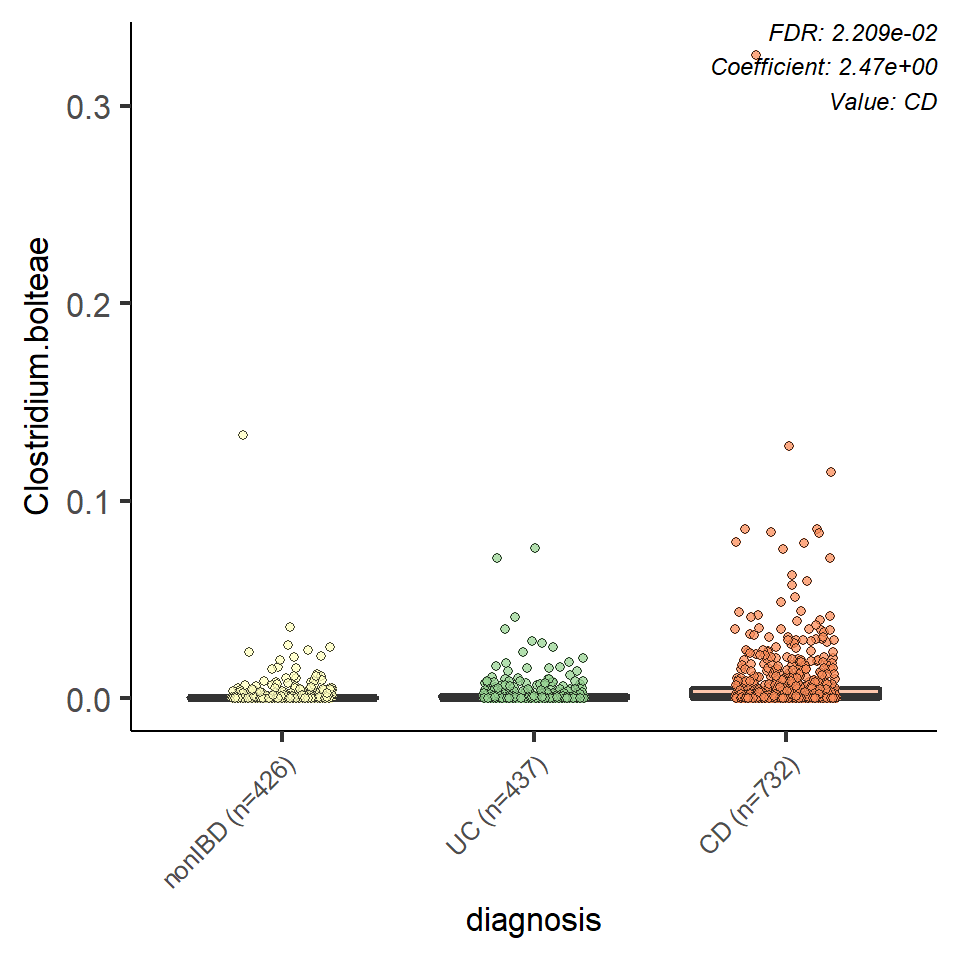 FDR: 2.209e-02
Coefficient: 2.47e+00
Value: CD
Clostridium.bolteae
0.3
0.2
0.1
0.0
nonIBD (n=426)
UC (n=437)
CD (n=732)
diagnosis